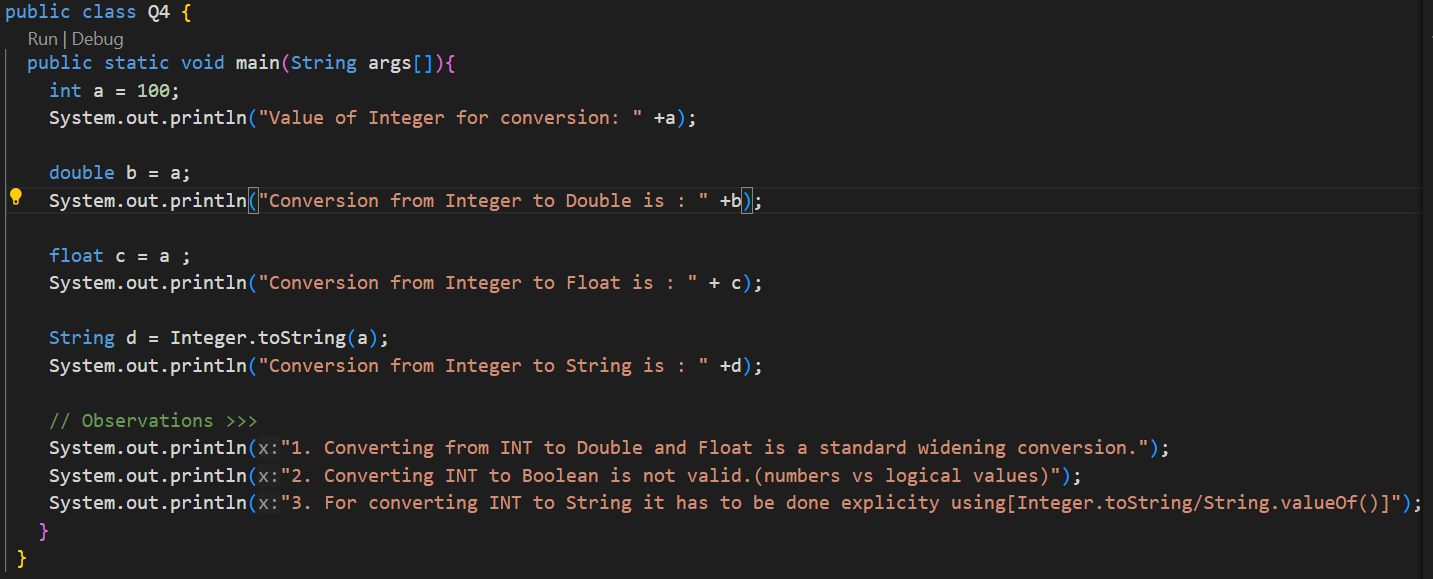 public class Q4 {
Run | Debug
public static void main(String args[]){
int a = 100;
System.out.println("Value of Integer for conversion: " +a);
double b = a;
System.out.println("Conversion from Integer to Double is : " +b);
float c = a ;
System.out.println("Conversion from Integer to Float is : " + c);
String d = Integer.toString(a);
System.out.println("Conversion from Integer to String is : " +d);
// Observations >>>
System.out.println(x:"1. Converting from INT to Double and Float is a standard widening conversion.");
System.out.println(x:"2. Converting INT to Boolean is not valid.(numbers vs logical values)");
System.out.println(x:"3. For converting INT to String it has to be done explicity using[Integer.toString/String.valueOf()]");
}
}